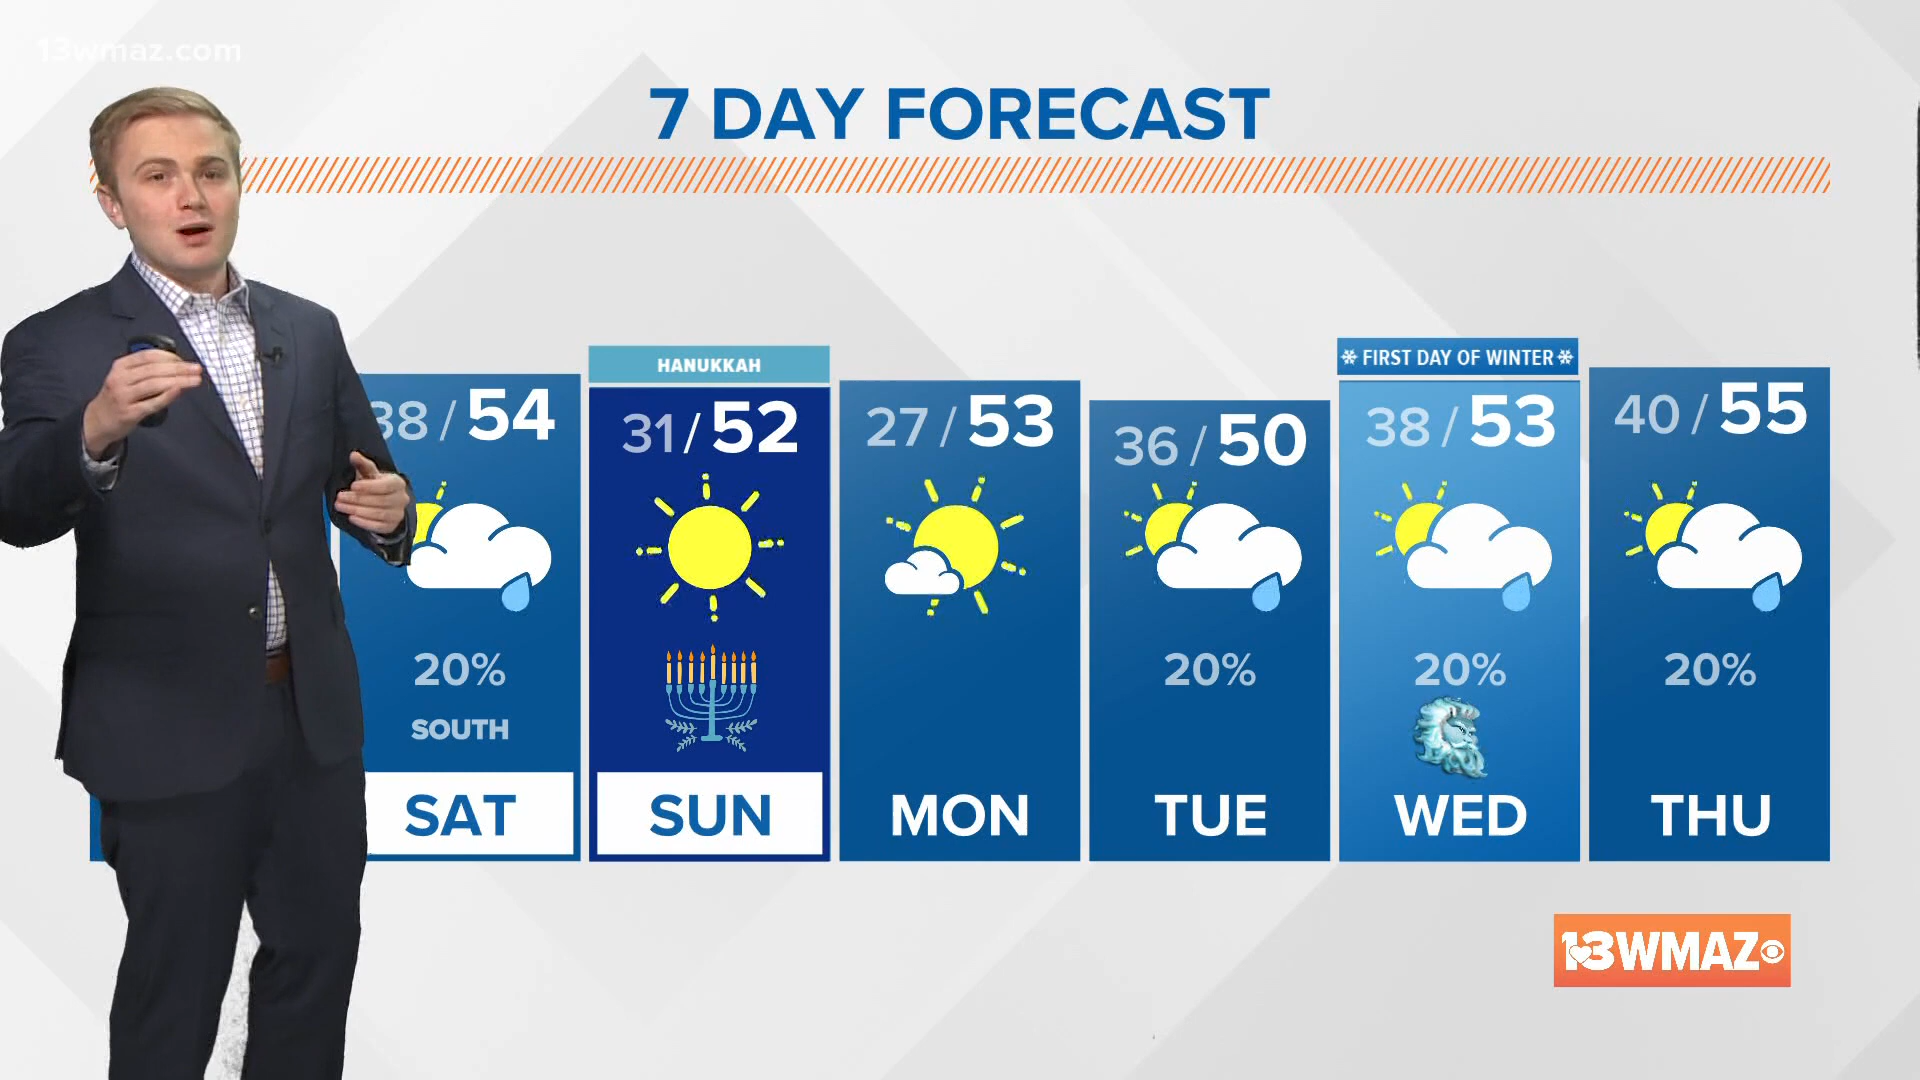 13wmaz.com
7 DAY FORECAST
HANUKKAH
❄ FIRST DAY OF WINTER ❄
38 / 54
31 / 52
27 / 53
36 / 50
38 / 53
40 / 55
20%
20%
20%
20%
SOUTH
SAT
SUN
MON
TUE
WED
THU
13WMAZ